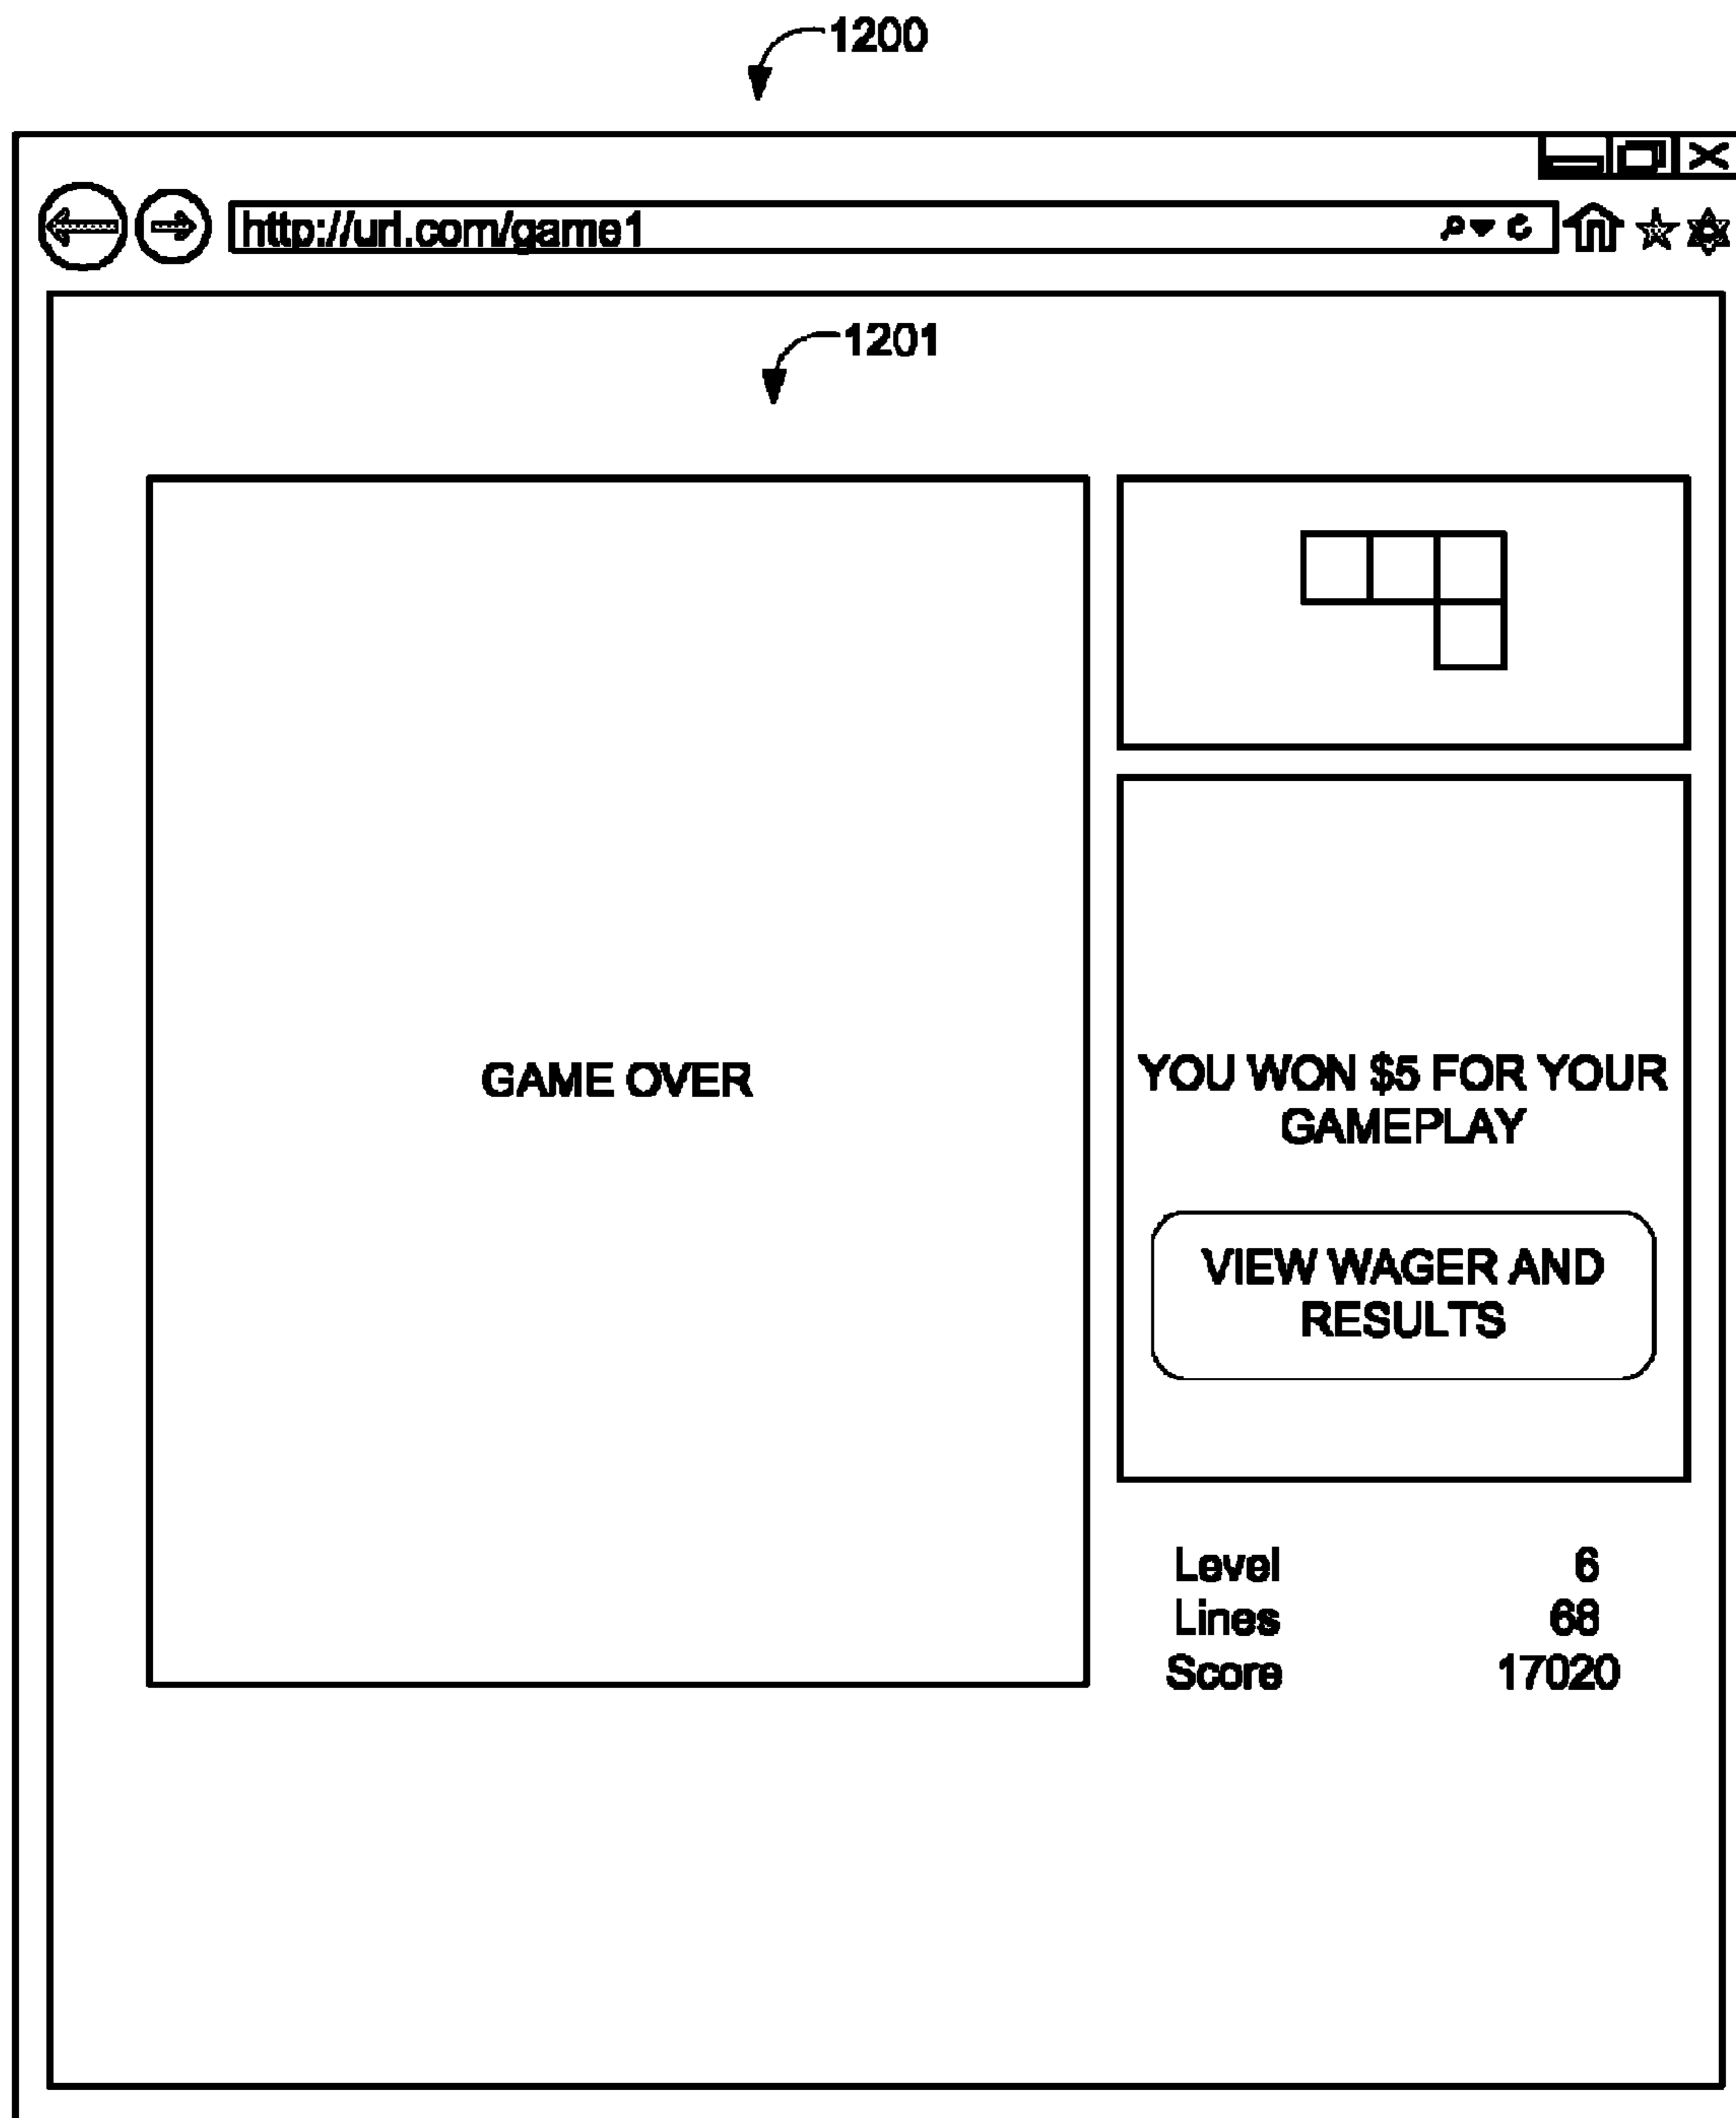 1200
http://url.com/game1
1201
GAME OVER
YOU WON $5 FOR YOUR
GAMEPLAY
VIEW WAGER AND
RESULTS
Level 6
Lines 68
Score 17020